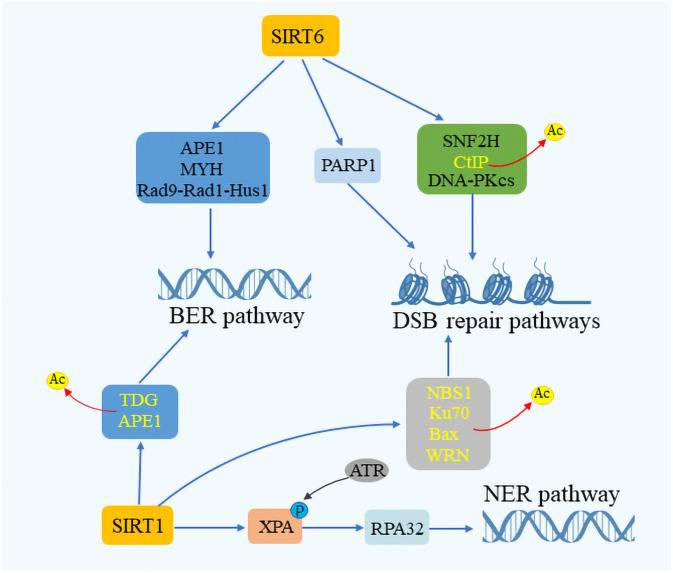 SIRT6
APE1
MYH
Rad9-Rad1-Hus1
PARP1
SNF2H
CtIP
DNA-PKcs
Ac
BER pathway
DSB repair pathways
Ac
TDG
APE1
NBS1
Ku70
Bax
WRN
Ac
ATR
NER pathway
SIRT1
XPA
P
RPA32